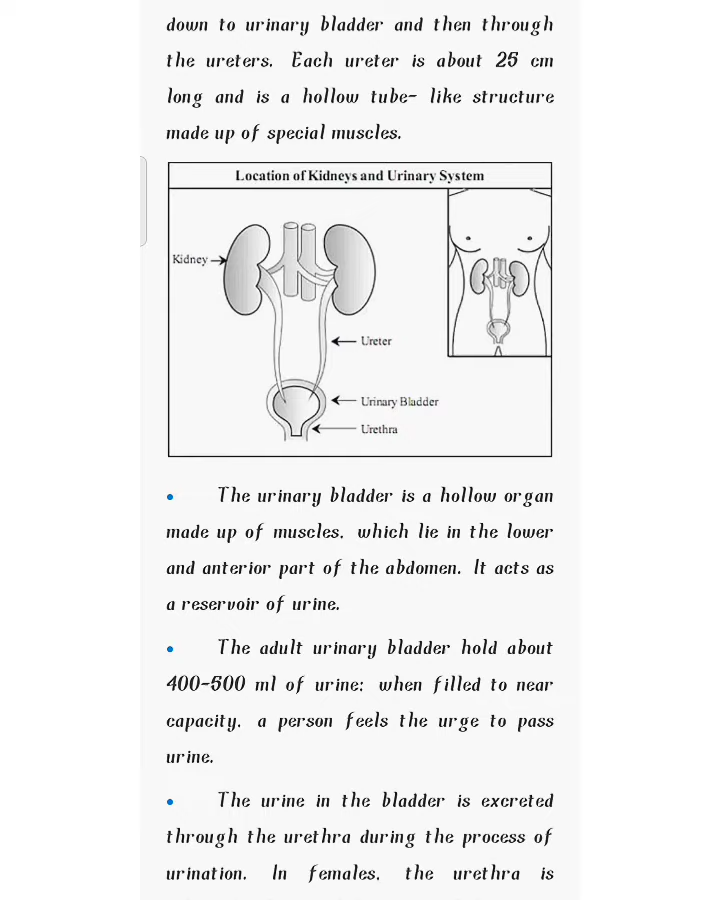 down to urinary bladder and then through
the ureters. Each ureter is about 25 cm
long and is a hollow tube- like structure
made up of special muscles.
Location of Kidneys and Urinary System
Kidney
Ureter
Urinary Bladder
Urethra
• The urinary bladder is a hollow organ
made up of muscles, which lie in the lower
and anterior part of the abdomen. It acts as
a reservoir of urine.
• The adult urinary bladder hold about
400-500 ml of urine; when filled to near
capacity, a person feels the urge to pass
urine.
• The urine in the bladder is excreted
through the urethra during the process of
urination. In females, the urethra is